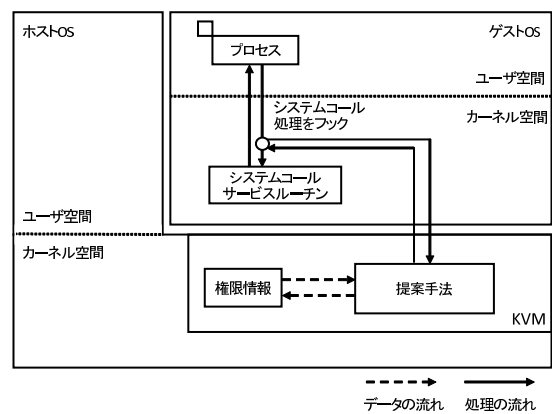 ホストOS
ゲストOS
プロセス
ユーザ空間
システムコール
処理をフック
カーネル空間
システムコール
サービスルーチン
ユーザ空間
カーネル空間
権限情報
提案手法
KVM
データの流れ
処理の流れ